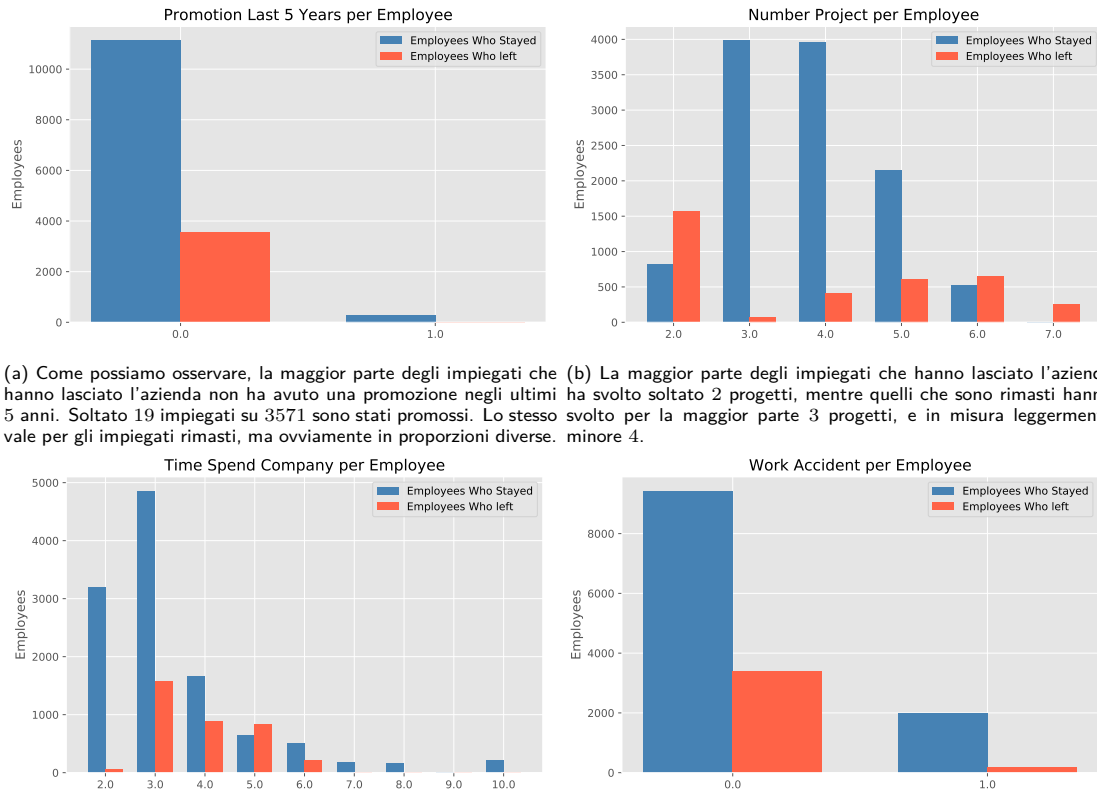 Promotion Last 5 Years per Employee
Employees Who Stayed
Employees Who left
Employees
10000
8000
6000
4000
2000
0
0.0 1.0
Number Project per Employee
Employees Who Stayed
Employees Who left
Employees
4000
3500
3000
2500
2000
1500
1000
500
0
2.0 3.0 4.0 5.0 6.0 7.0
(a) Come possiamo osservare, la maggior parte degli impiegati che
hanno lasciato l'azienda non ha avuto una promozione negli ultimi
5 anni. Soltato 19 impiegati su 3571 sono stati promossi. Lo stesso
vale per gli impiegati rimasti, ma ovviamente in proporzioni diverse.
(b) La maggior parte degli impiegati che hanno lasciato l'aziend
ha svolto soltato 2 progetti, mentre quelli che sono rimasti hann
svolto per la maggior parte 3 progetti, e in misura leggermen
minore 4.
Time Spend Company per Employee
Employees Who Stayed
Employees Who left
Employees
5000
4000
3000
2000
1000
0
2.0 3.0 4.0 5.0 6.0 7.0 8.0 9.0 10.0
Work Accident per Employee
Employees Who Stayed
Employees Who left
Employees
8000
6000
4000
2000
0
0.0 1.0